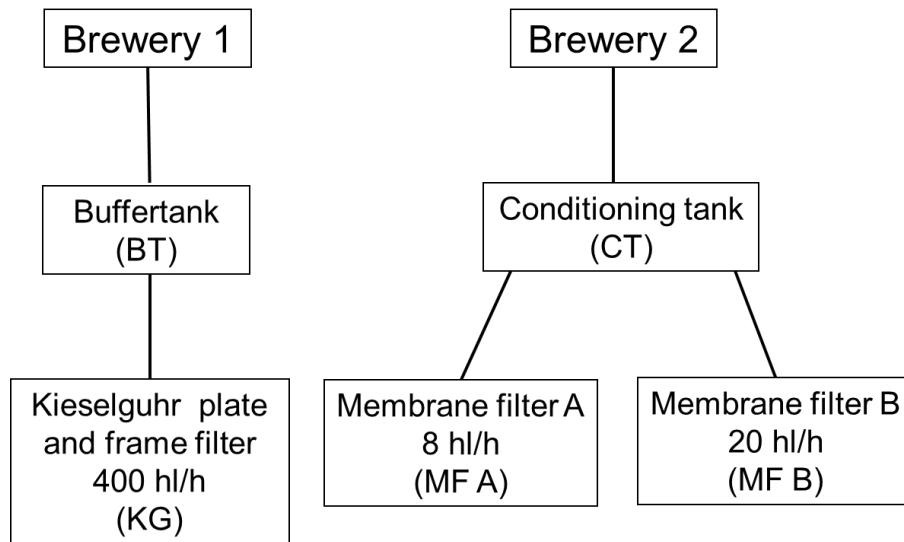 Brewery 1
Brewery 2
Buffertank
(BT)
Conditioning tank
(CT)
Kieselguhr plate
and frame filter
400 hl/h
(KG)
Membrane filter A
8 hl/h
(MF A)
Membrane filter B
20 hl/h
(MF B)